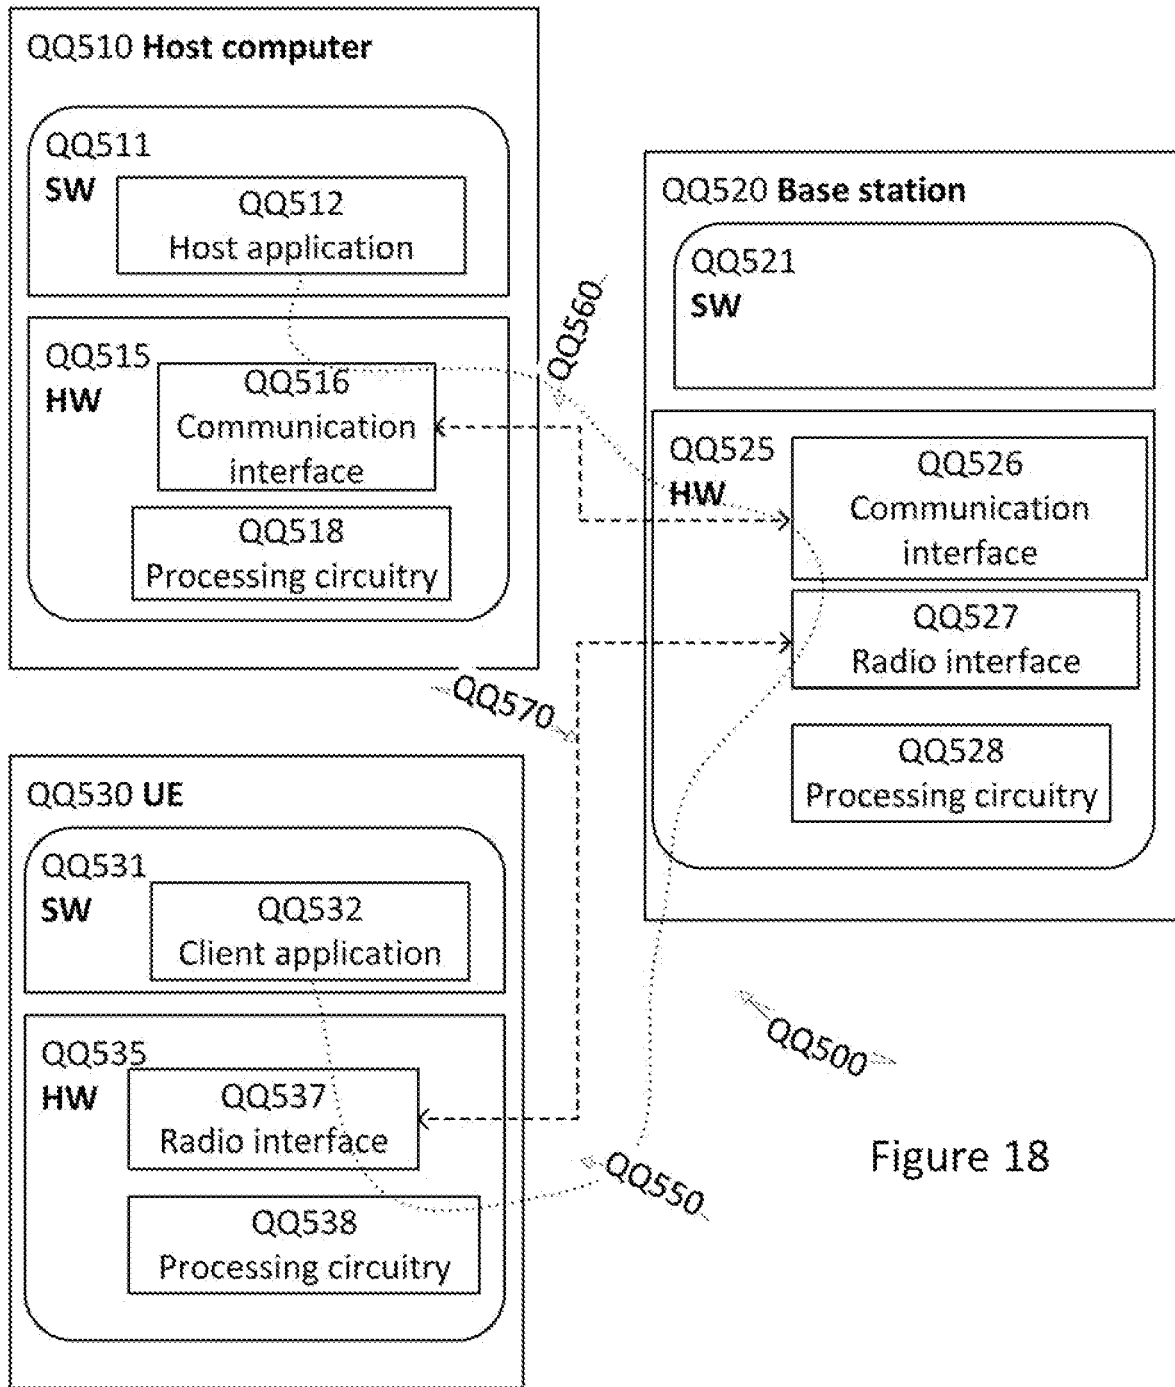 QQ510 Host computer
QQ511
SW
QQ512
Host application
QQ515
HW
QQ516
Communication
interface
QQ518
Processing circuitry
QQ560
QQ520 Base station
QQ521
SW
QQ525
HW
QQ526
Communication
interface
QQ527
Radio interface
QQ528
Processing circuitry
QQ570
QQ530 UE
QQ531
SW
QQ532
Client application
QQ535
HW
QQ537
Radio interface
QQ538
Processing circuitry
QQ550
QQ500
Figure 18